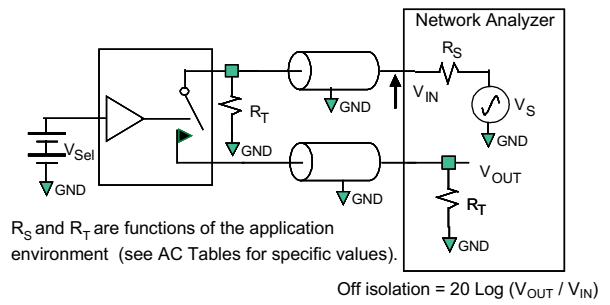 Network Analyzer
R_S
V_IN
V_S
GND
R_T
GND
GND
V_Sel
GND
GND
V_OUT
R_T
GND
GND
R_S and R_T are functions of the application
environment (see AC Tables for specific values).
Off isolation = 20 Log (V_OUT / V_IN)